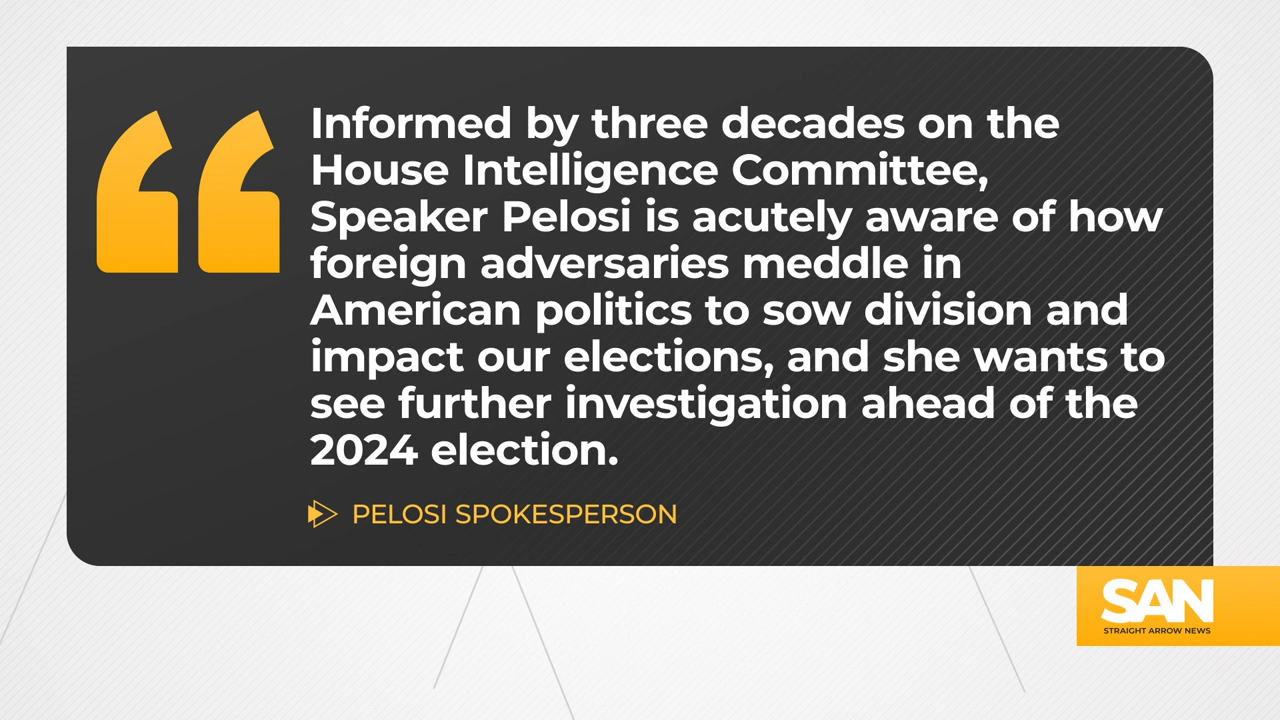 Informed by three decades on the
House Intelligence Committee,
Speaker Pelosi is acutely aware of how
foreign adversaries meddle in
American politics to sow division and
impact our elections, and she wants to
see further investigation ahead of the
2024 election.
PELOSI SPOKESPERSON
SAN
STRAIGHT ARROW NEWS